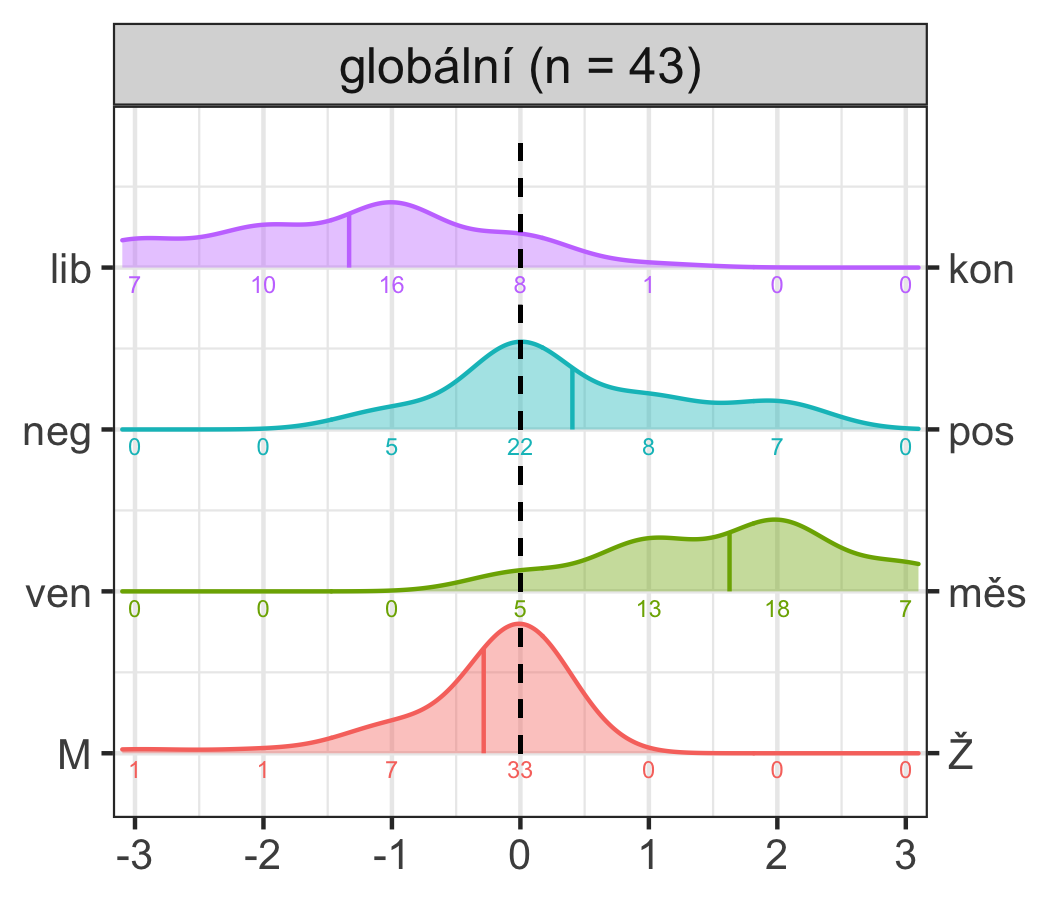 globální (n = 43)
lib kon
7 10 16 8 1 0 0
neg pos
0 0 5 22 8 7 0
ven měs
0 0 0 5 13 18 7
M Ž
1 1 7 33 0 0 0
-3 -2 -1 0 1 2 3